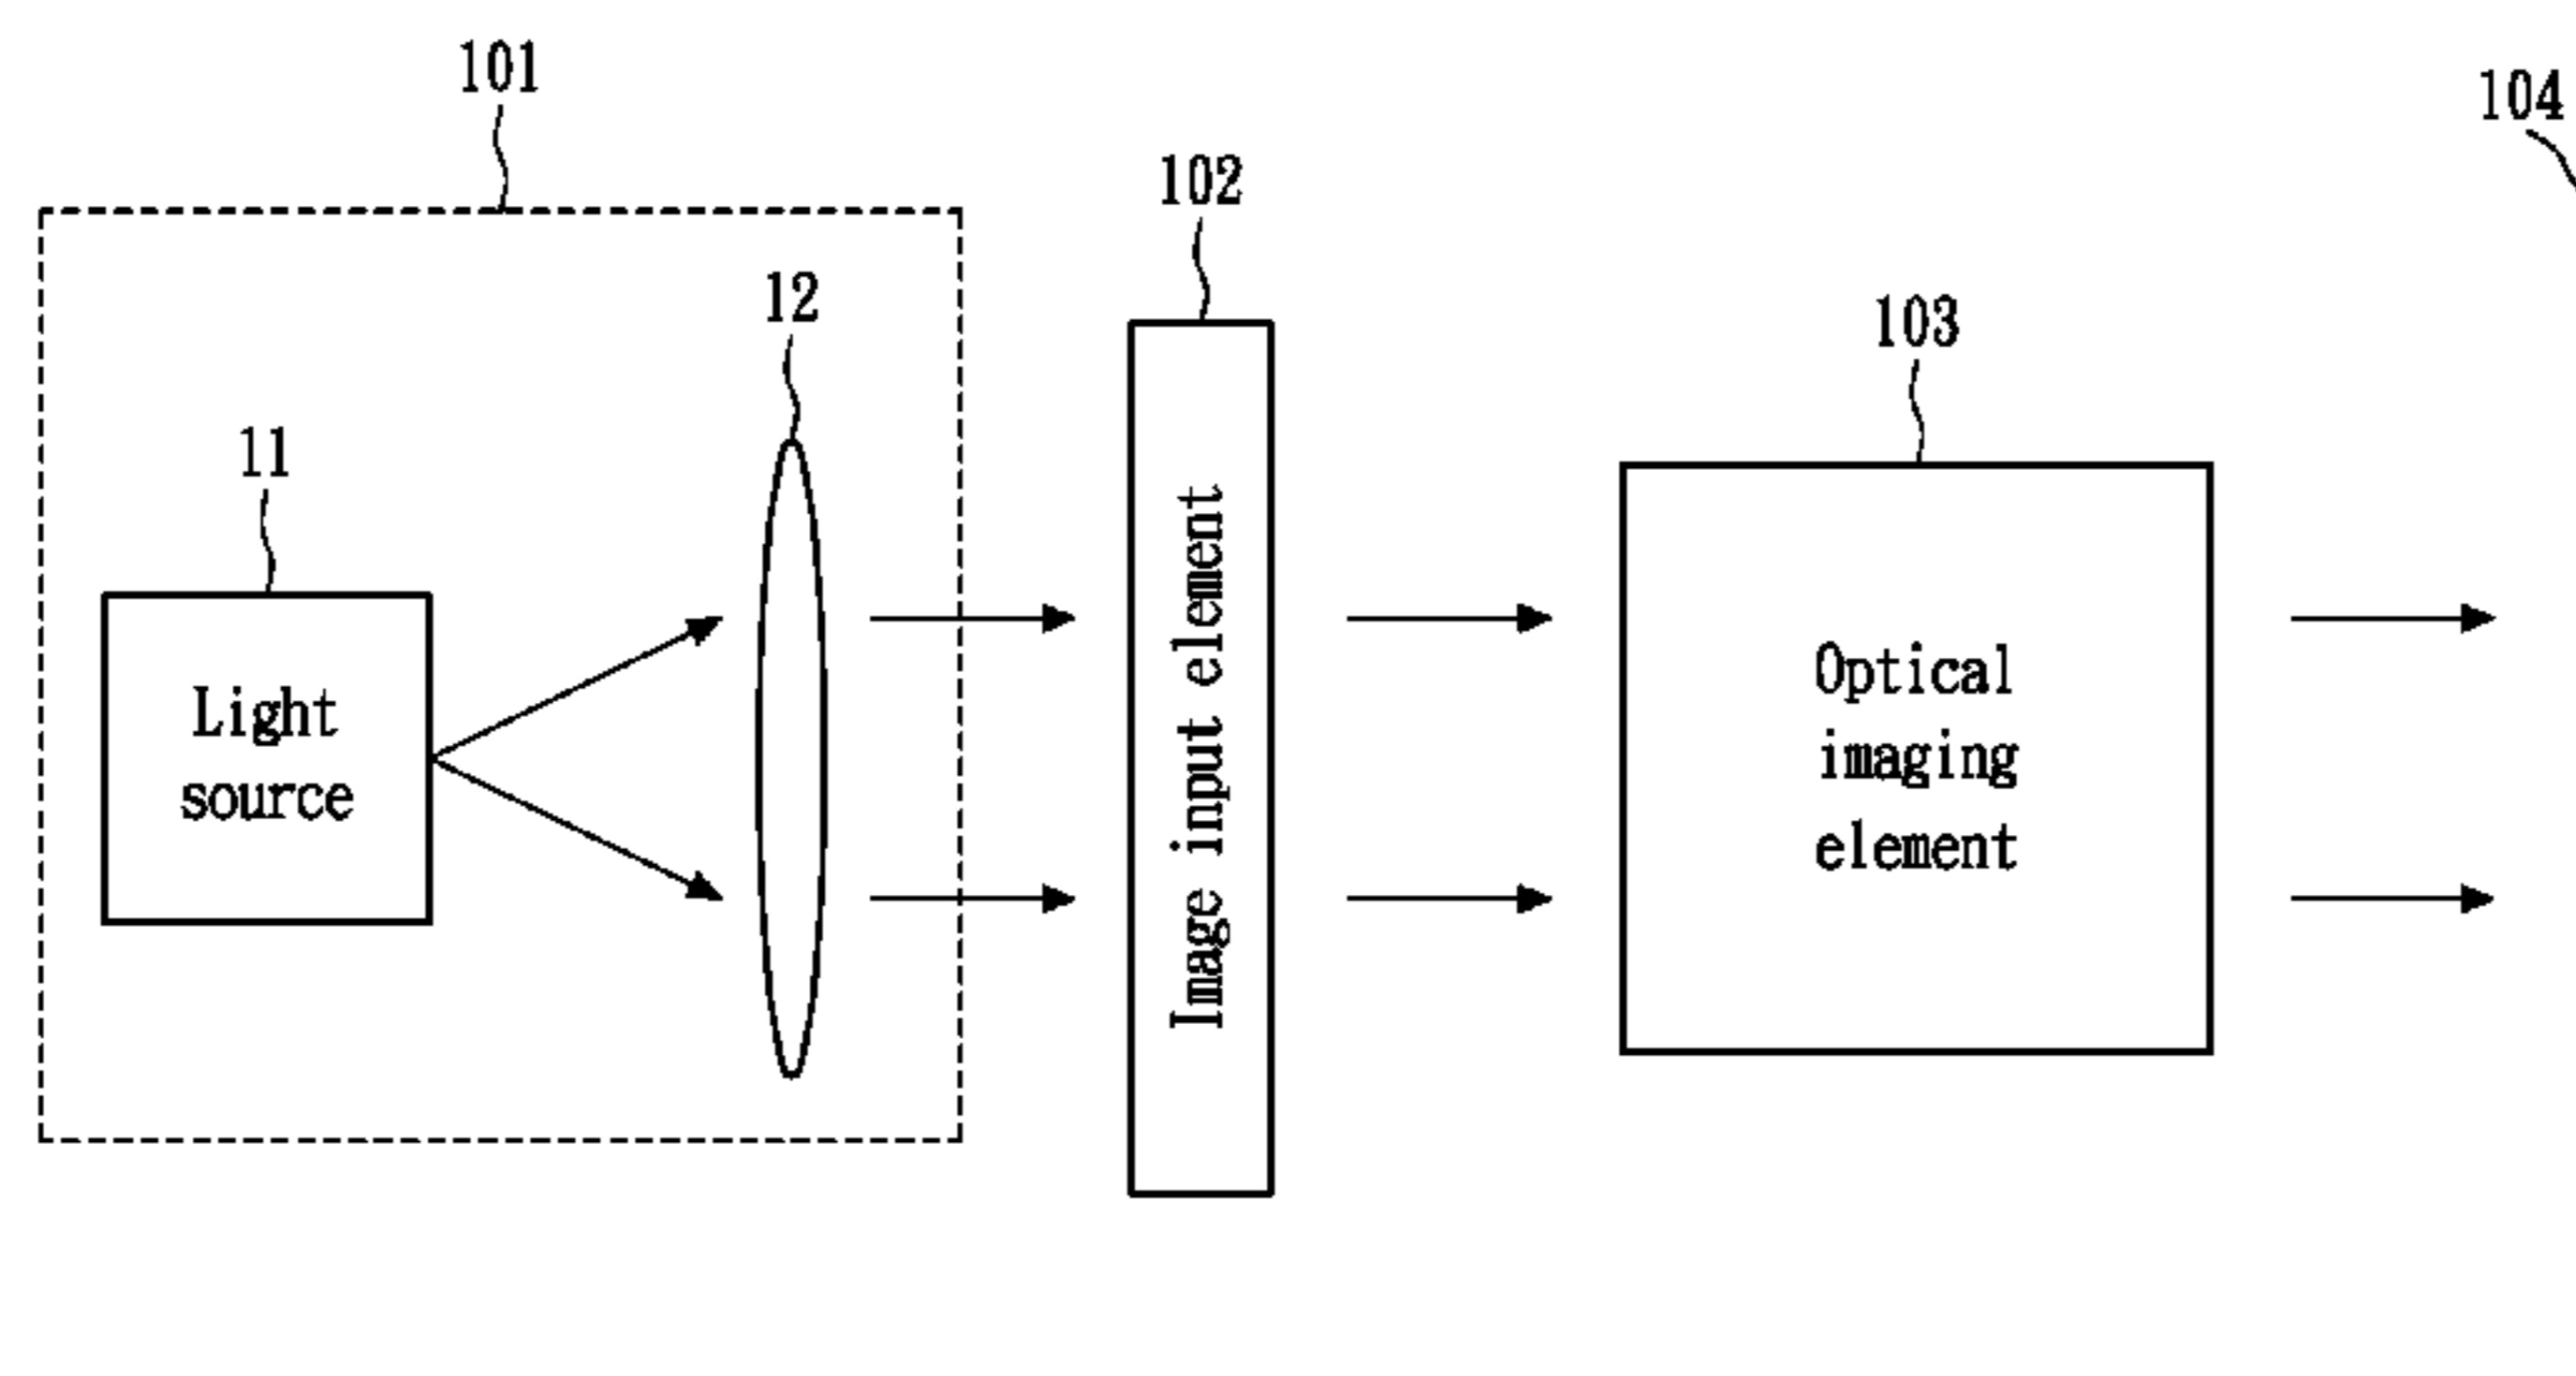 101
104
102
12
103
11
Image input element
Light
source
Optical
imaging
element